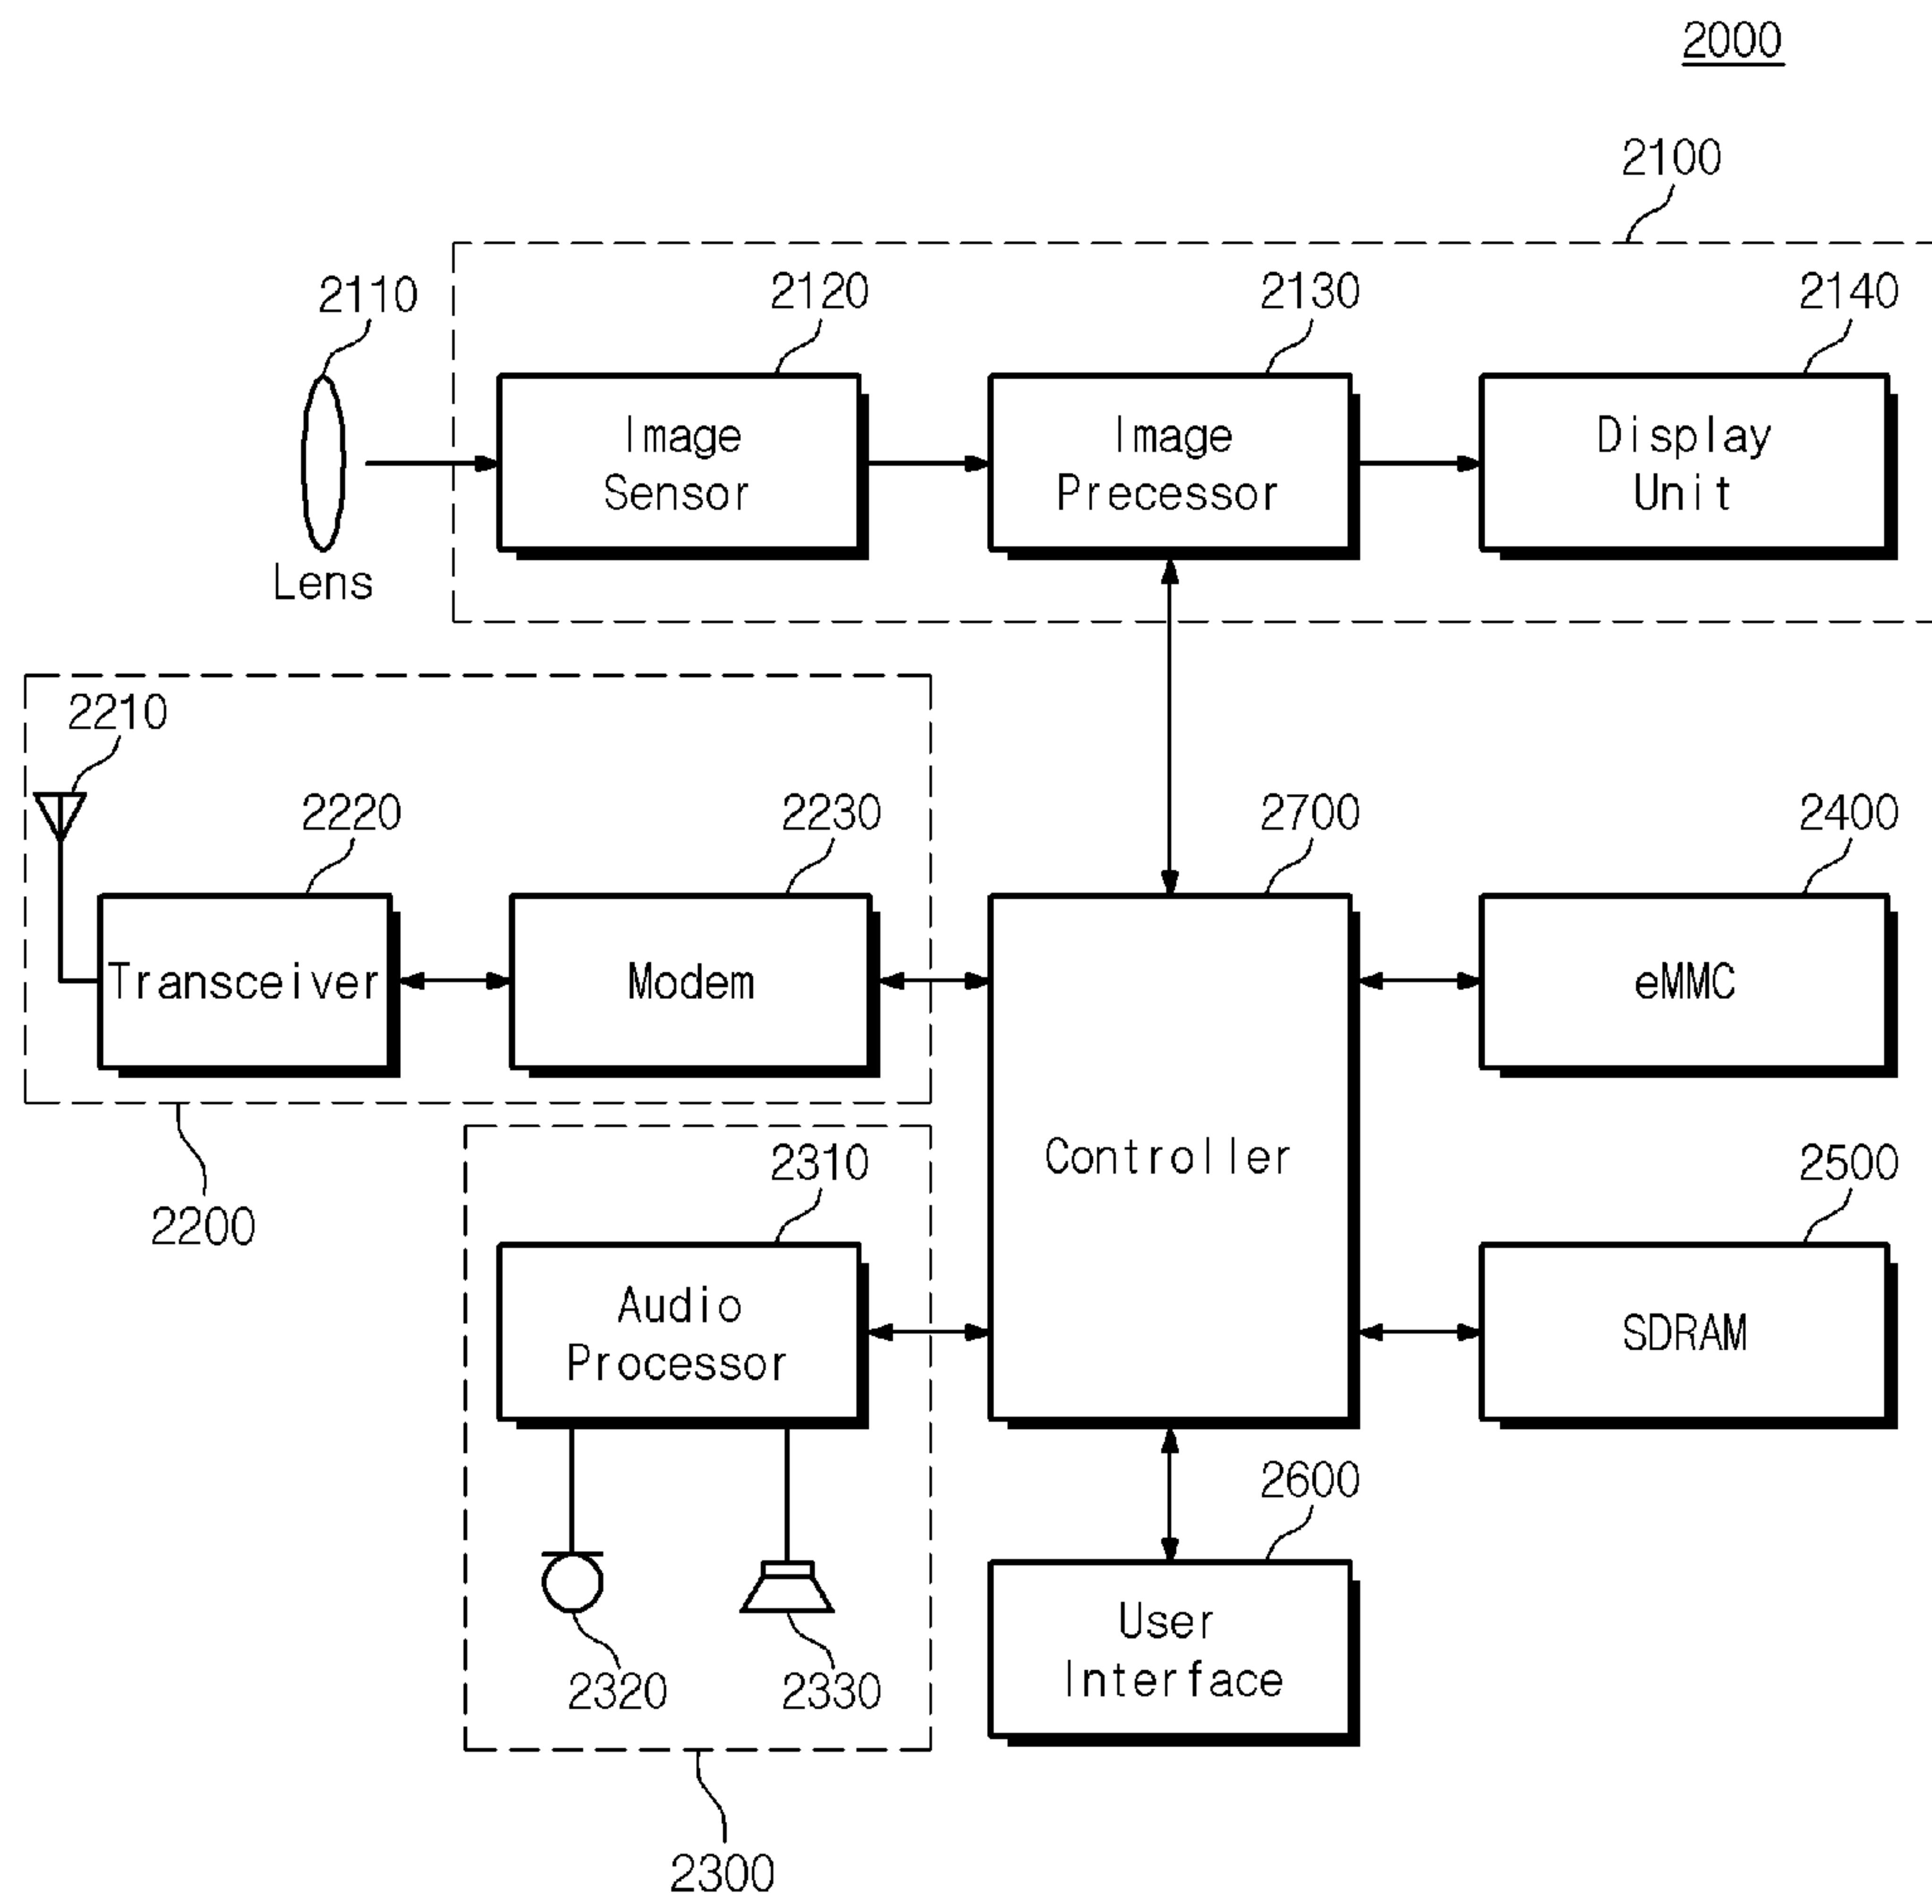 2000
2100
2110
2120
2130
2140
Image
Sensor
Image
Precessor
Display
Unit
Lens
2210
2220
2230
2700
2400
Transceiver
Modem
eMMC
Controller
2200
2310
2500
Audio
Processor
SDRAM
2600
User
Interface
2320
2330
2300